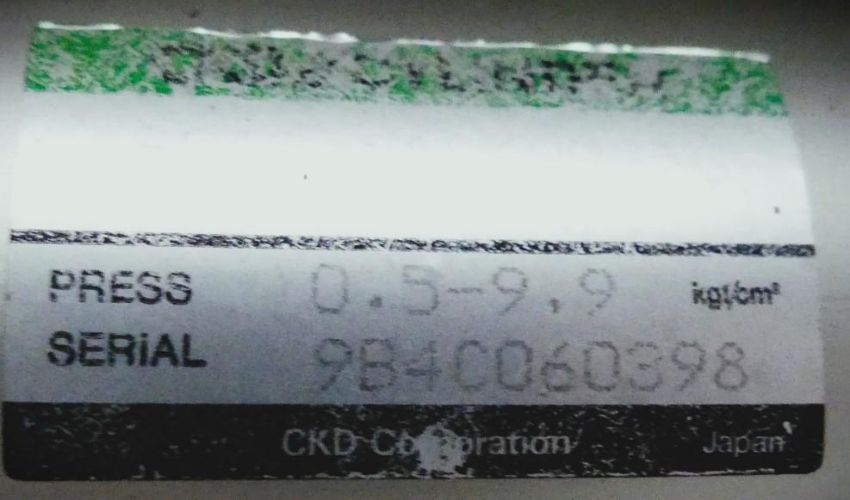 PRESS 0.5-9.9 kgf/cm²
SERIAL 9B4C060398
CKD Corporation Japan